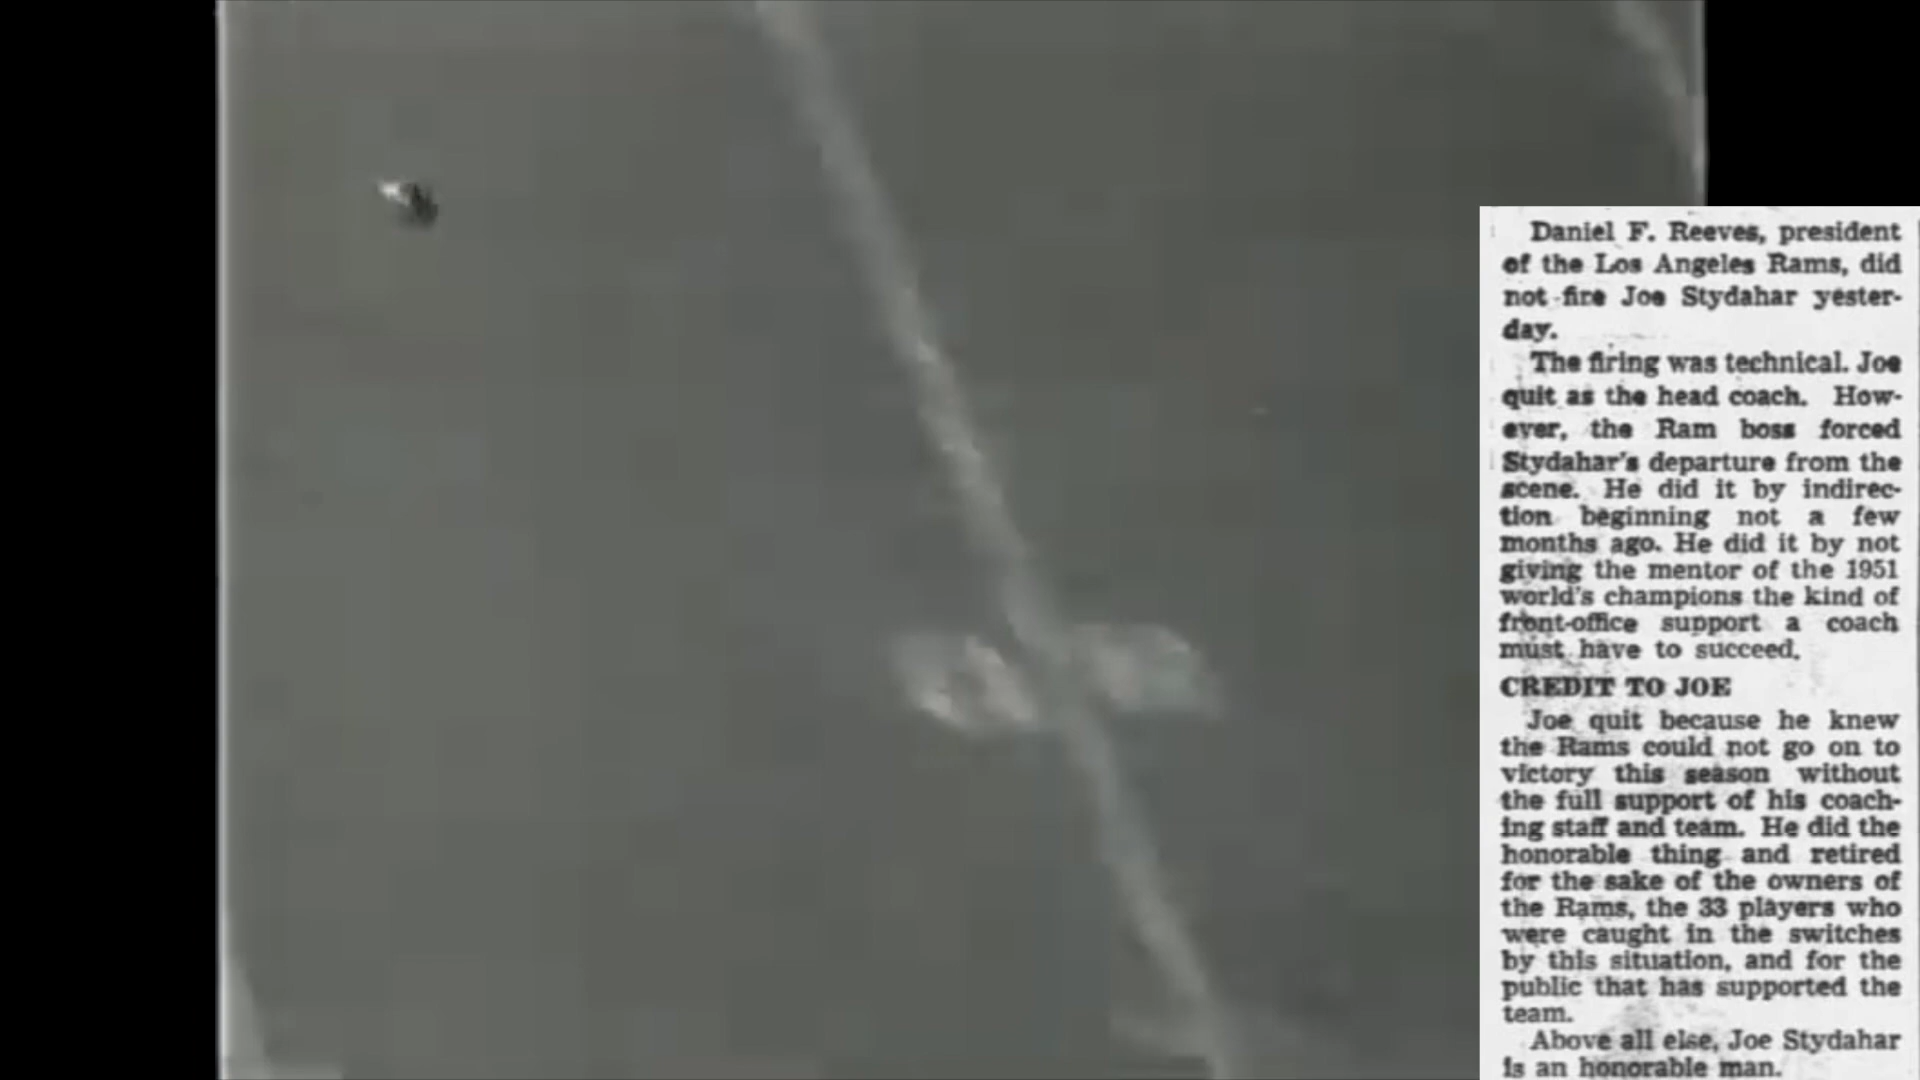 Daniel F. Reeves, president
of the Los Angeles Rams, did
not fire Joe Stydahar yester-
day.
The firing was technical. Joe
quit as the head coach. How-
ever, the Ram boss forced
Stydahar's departure from the
scene. He did it by indirec-
tion beginning not a few
months ago. He did it by not
giving the mentor of the 1951
world's champions the kind of
front-office support a coach
must have to succeed.
CREDIT TO JOE
Joe quit because he knew
the Rams could not go on to
victory this season without
the full support of his coach-
ing staff and team. He did the
honorable thing and retired
for the sake of the owners of
the Rams, the 33 players who
were caught in the switches
by this situation, and for the
public that has supported the
team.
Above all else, Joe Stydahar
is an honorable man.